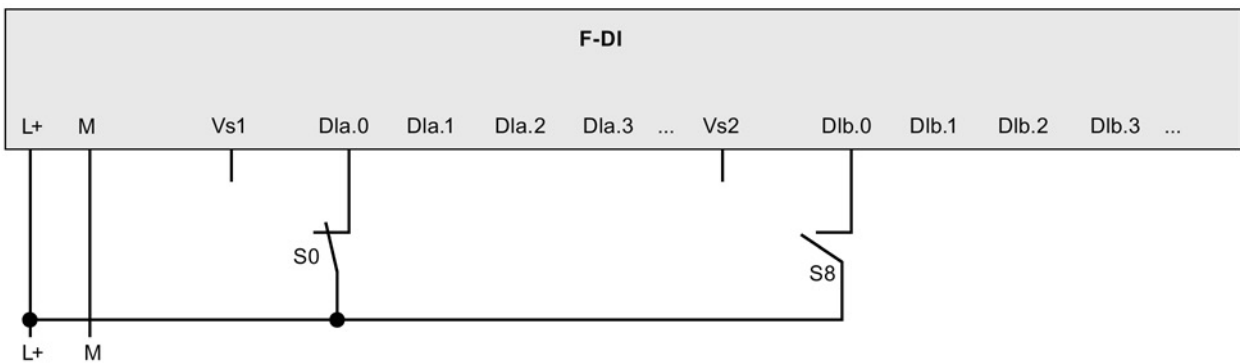 F-DI
L+ M Vs1 DIa.0 DIa.1 DIa.2 DIa.3 ... Vs2 DIb.0 DIb.1 DIb.2 DIb.3 ...
S0
S8
L+ M